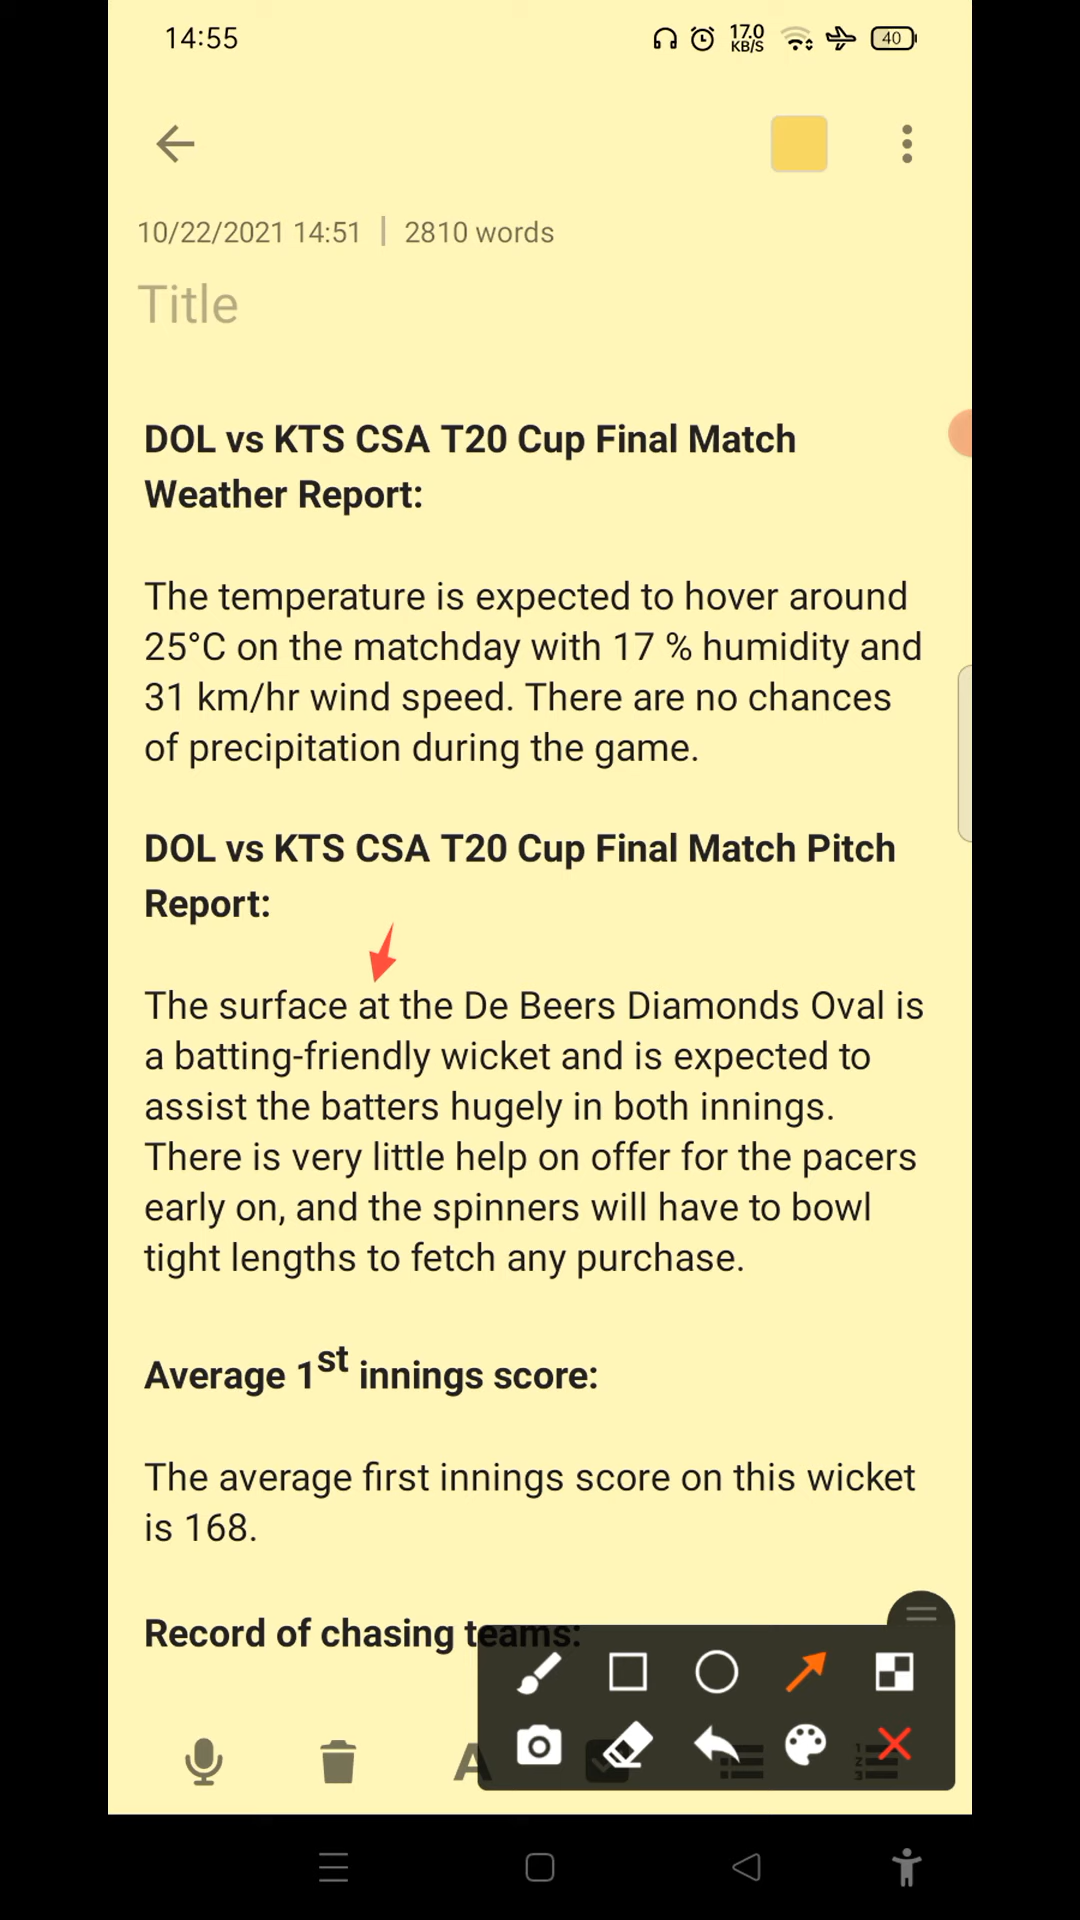 14:55
17.0
KB/S
40
10/22/2021 14:51 | 2810 words
Title
DOL vs KTS CSA T20 Cup Final Match
Weather Report:
The temperature is expected to hover around
25°C on the matchday with 17 % humidity and
31 km/hr wind speed. There are no chances
of precipitation during the game.
DOL vs KTS CSA T20 Cup Final Match Pitch
Report:
The surface at the De Beers Diamonds Oval is
a batting-friendly wicket and is expected to
assist the batters hugely in both innings.
There is very little help on offer for the pacers
early on, and the spinners will have to bowl
tight lengths to fetch any purchase.
Average 1st innings score:
The average first innings score on this wicket
is 168.
Record of chasing teams:
A